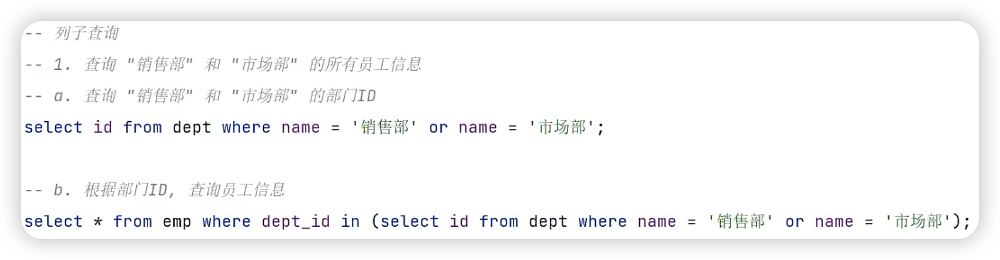 -- 列子查询
-- 1. 查询 "销售部" 和 "市场部" 的所有员工信息
-- a. 查询 "销售部" 和 "市场部" 的部门ID
select id from dept where name = '销售部' or name = '市场部';
-- b. 根据部门ID, 查询员工信息
select * from emp where dept_id in (select id from dept where name = '销售部' or name = '市场部');